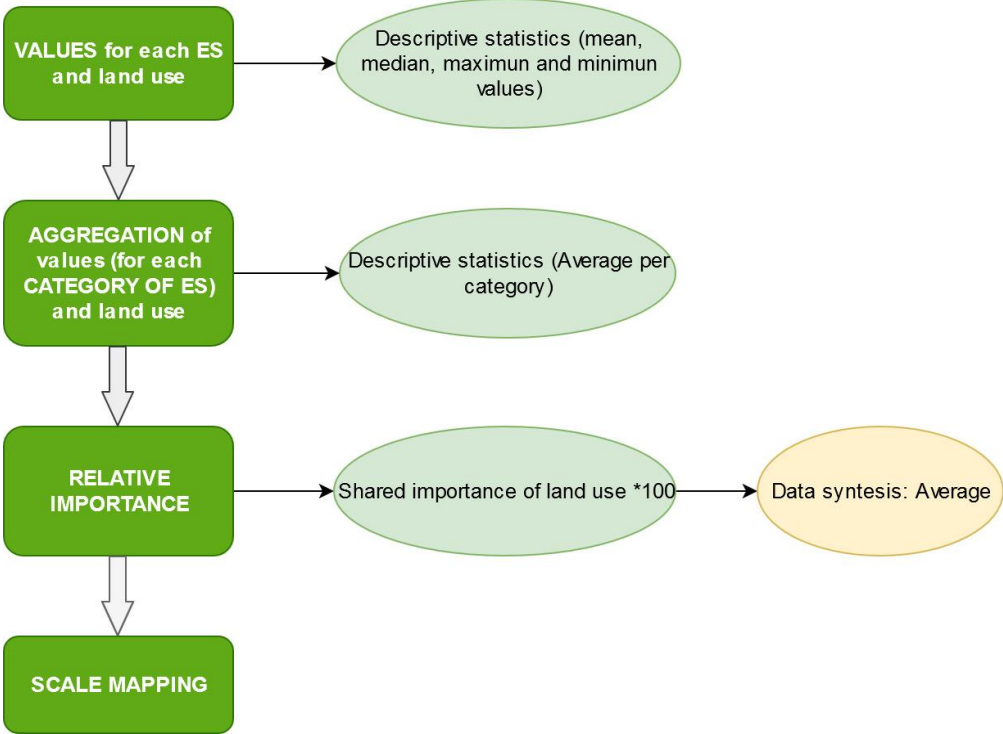 VALUES for each ES
and land use
Descriptive statistics (mean,
median, maximun and minimun
values)
AGGREGATION of
values (for each
CATEGORY OF ES)
and land use
Descriptive statistics (Average per
category)
RELATIVE
IMPORTANCE
Shared importance of land use *100
Data syntesis: Average
SCALE MAPPING